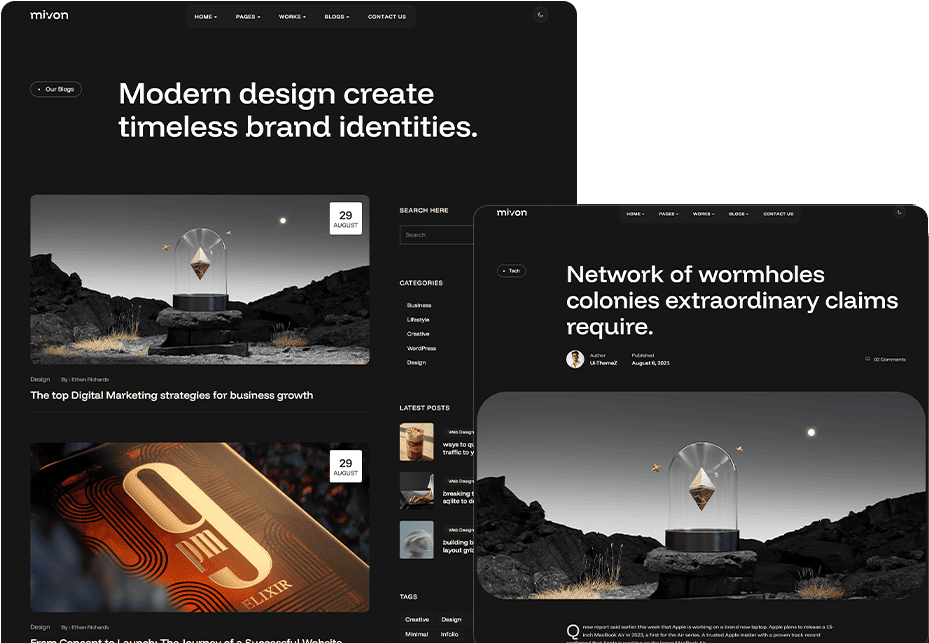 mivon
HOME
PAGES
WORKS
BLOGS
CONTACT US
Our Blogs
Modern design create
timeless brand identities.
29
AUGUST
Design
By : Ethan Richards
The top Digital Marketing strategies for business growth
29
AUGUST
9
pm
ELIXIR
Design
By : Ethan Richards
From Concept to Launch: The Journey of a Successful Website
SEARCH HERE
Search
CATEGORIES
Business
Lifestyle
Creative
WordPress
Design
LATEST POSTS
Web Design
ways to qu
traffic to y
Web Design
breaking t
sqlite to d
Web Design
building b
layout grid
TAGS
Creative
Design
Minimal
Infolio
mivon
HOME
PAGES
WORKS
BLOGS
CONTACT US
Tech
Network of wormholes
colonies extraordinary claims
require.
Author
UI-ThemeZ
Published
August 6, 2021
02 Comments
Q now report said earlier this week that Apple is working on a brand new laptop. Apple plans to release a 15-
inch MacBook Air in 2023, a first for the Air series. A trusted Apple insider with a proven track record